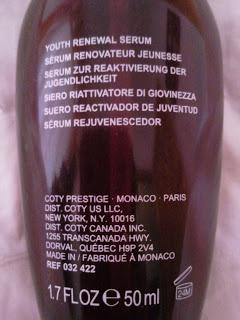 YOUTH RENEWAL SERUM
SÉRUM RENOVATEUR JEUNESSE
SERUM ZUR REAKTIVIERUNG DER
JUGENDLICHKEIT
SIERO RIATTIVATORE DI GIOVINEZZA
SUERO REACTIVADOR DE JUVENTUD
SÉRUM REJUVENESCEDOR
COTY PRESTIGE · MONACO · PARIS
DIST. COTY US LLC,
NEW YORK, N.Y. 10016
DIST. COTY CANADA INC.
1255 TRANSCANADA HWY.
DORVAL, QUÉBEC H9P 2V4
MADE IN / FABRIQUÉ À MONACO
REF 032 422
24M
1.7 FL OZ ℮ 50 ml